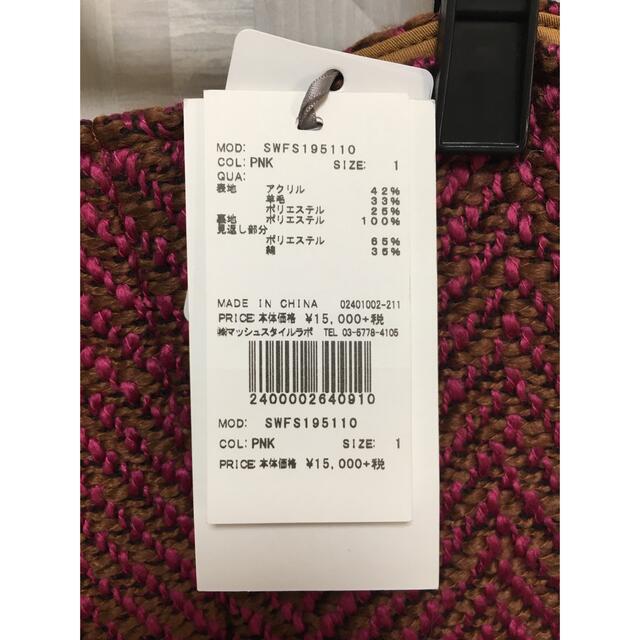 MOD: SWFS195110
COL: PNK SIZE: 1
QUA:
表地 アクリル 42%
羊毛 33%
ポリエステル 25%
裏地 ポリエステル 100%
見返し部分
ポリエステル 65%
綿 35%
MADE IN CHINA 02401002-211
PRICE:本体価格 ¥15,000+税
㈱マッシュスタイルラボ TEL 03-5778-4105
2400002640910
MOD: SWFS195110
COL: PNK SIZE: 1
PRICE:本体価格 ¥15,000+税